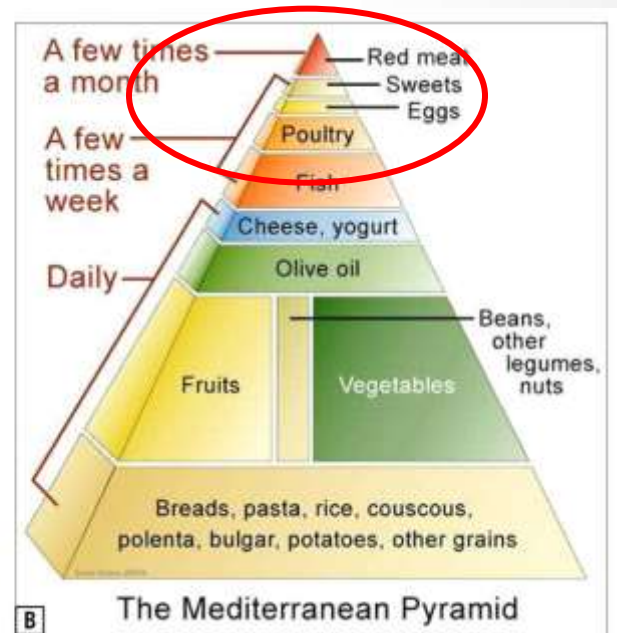 A few times
a month
Red meat
Sweets
Eggs
A few
times a
week
Poultry
Fish
Cheese, yogurt
Daily
Olive oil
Beans,
other
legumes,
nuts
Fruits
Vegetables
Breads, pasta, rice, couscous,
polenta, bulgar, potatoes, other grains
B
The Mediterranean Pyramid